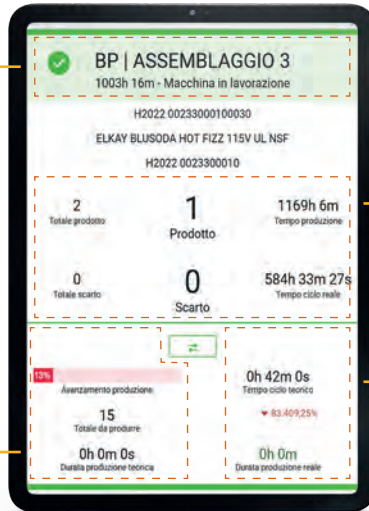 BP | ASSEMBLAGGIO 3
1003h 16m - Macchina in lavorazione
H2022 00233000100030
ELKAY BLUSODA HOT FIZZ 115V UL NSF
H2022 0023300010
2
Totale prodotto
1
Prodotto
1169h 6m
Tempo produzione
0
Totale scarto
0
Scarto
584h 33m 27s
Tempo ciclo reale
13%
Avanzamento produzione
15
Totale da produrre
0h 0m 0s
Durata produzione teorica
0h 42m 0s
Tempo ciclo teorico
83.409,25%
0h 0m
Durata produzione reale